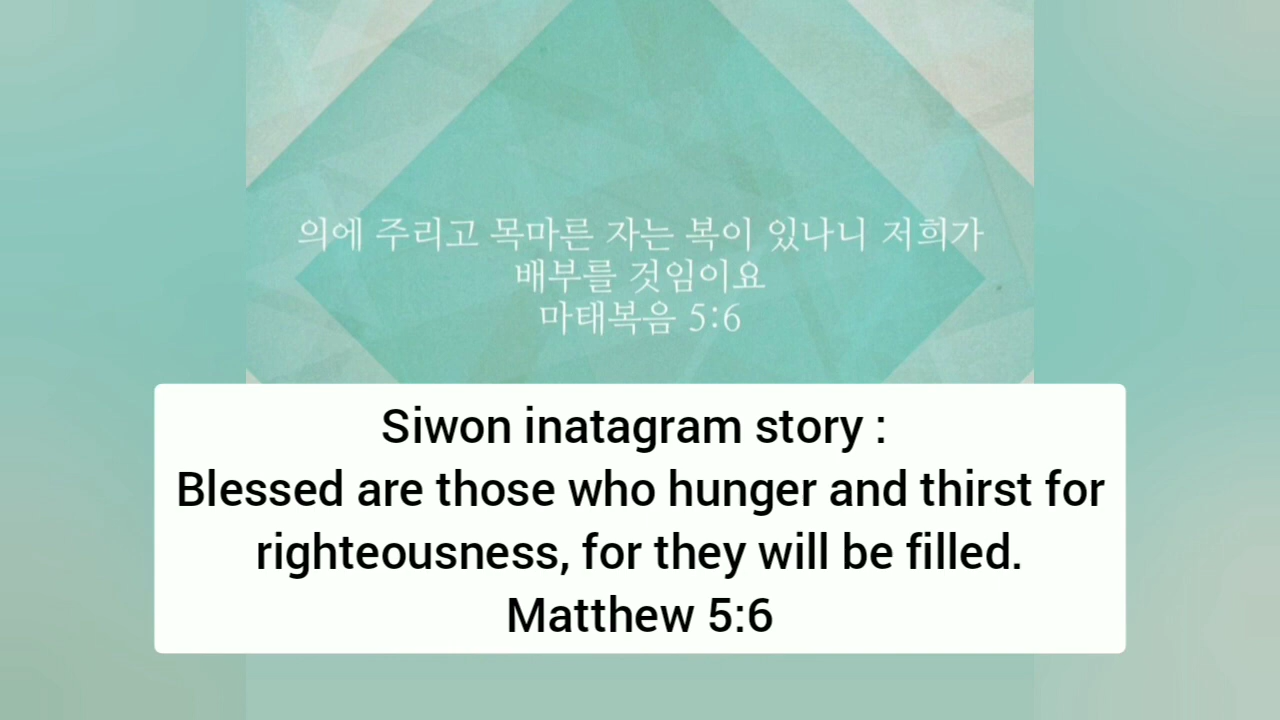 의에 주리고 목마른 자는 복이 있나니 저희가
배부를 것임이요
마태복음 5:6
Siwon inatagram story :
Blessed are those who hunger and thirst for
righteousness, for they will be filled.
Matthew 5:6